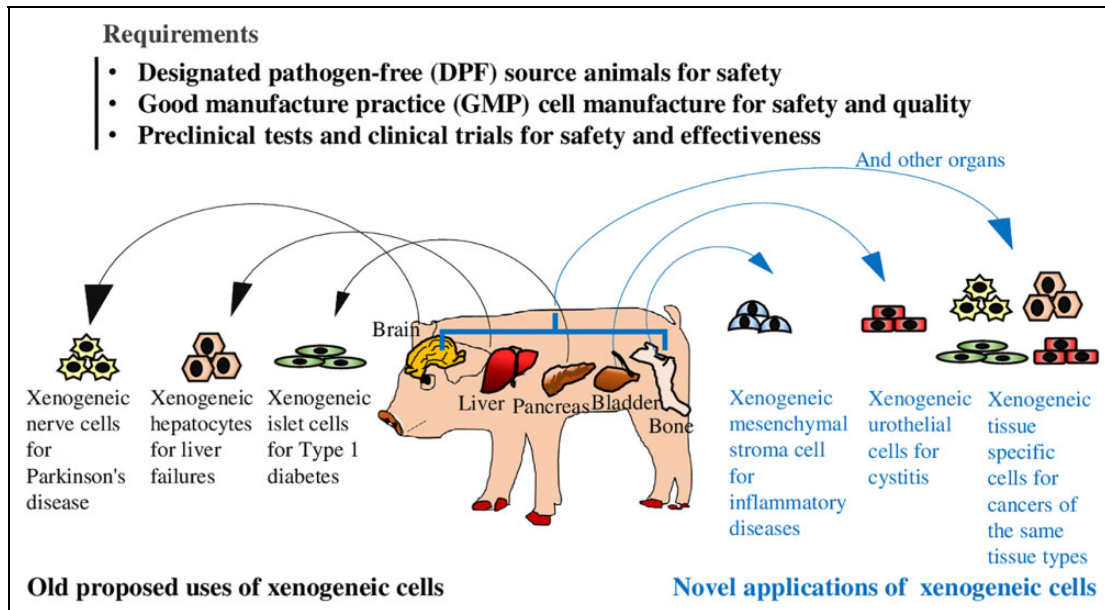 Requirements
• Designated pathogen-free (DPF) source animals for safety
• Good manufacture practice (GMP) cell manufacture for safety and quality
• Preclinical tests and clinical trials for safety and effectiveness
And other organs
Brain
Liver
Pancreas
Bladder
Bone
Xenogeneic
nerve cells
for
Parkinson's
disease
Xenogeneic
hepatocytes
for liver
failures
Xenogeneic
islet cells
for Type 1
diabetes
Xenogeneic
mesenchymal
stroma cell
for
inflammatory
diseases
Xenogeneic
urothelial
cells for
cystitis
Xenogeneic
tissue
specific
cells for
cancers of
the same
tissue types
Old proposed uses of xenogeneic cells
Novel applications of xenogeneic cells